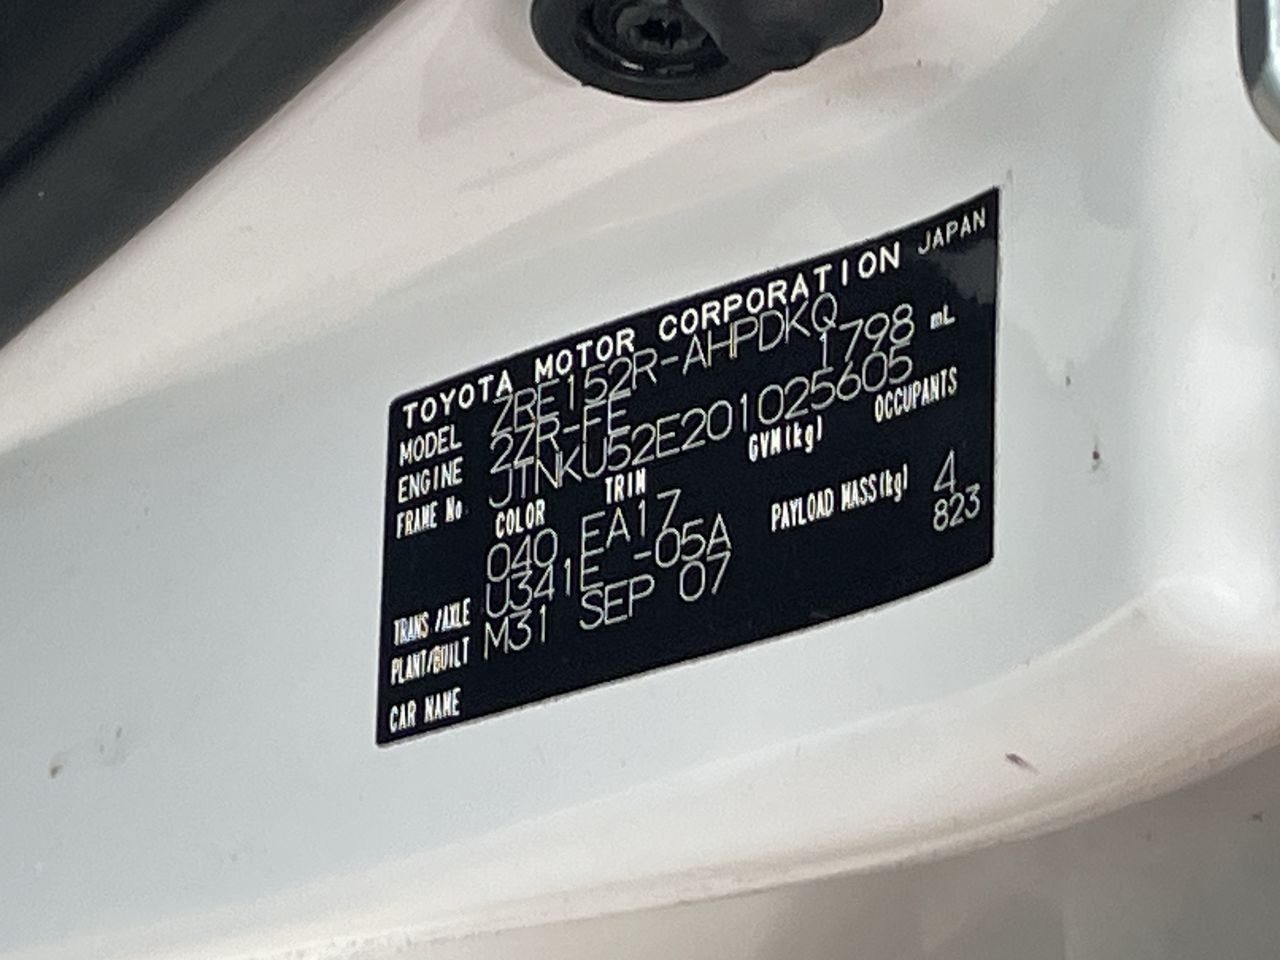 TOYOTA MOTOR CORPORATION JAPAN
MODEL ZRE152R-AHPDKQ
ENGINE 2ZR-FE 1798 mL
FRAME No. JTNKU52E201025605
COLOR TRIM GVM(kg) OCCUPANTS
040 EA17 PAYLOAD MASS(kg) 4
TRANS./AXLE U341E -05A 823
PLANT/BUILT M31 SEP 07
CAR NAME